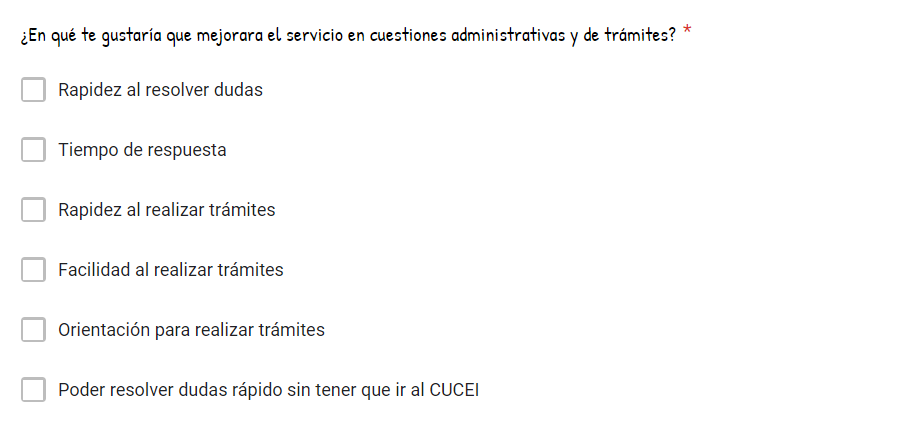 ¿En qué te gustaría que mejorara el servicio en cuestiones administrativas y de trámites? *
Rapidez al resolver dudas
Tiempo de respuesta
Rapidez al realizar trámites
Facilidad al realizar trámites
Orientación para realizar trámites
Poder resolver dudas rápido sin tener que ir al CUCEI